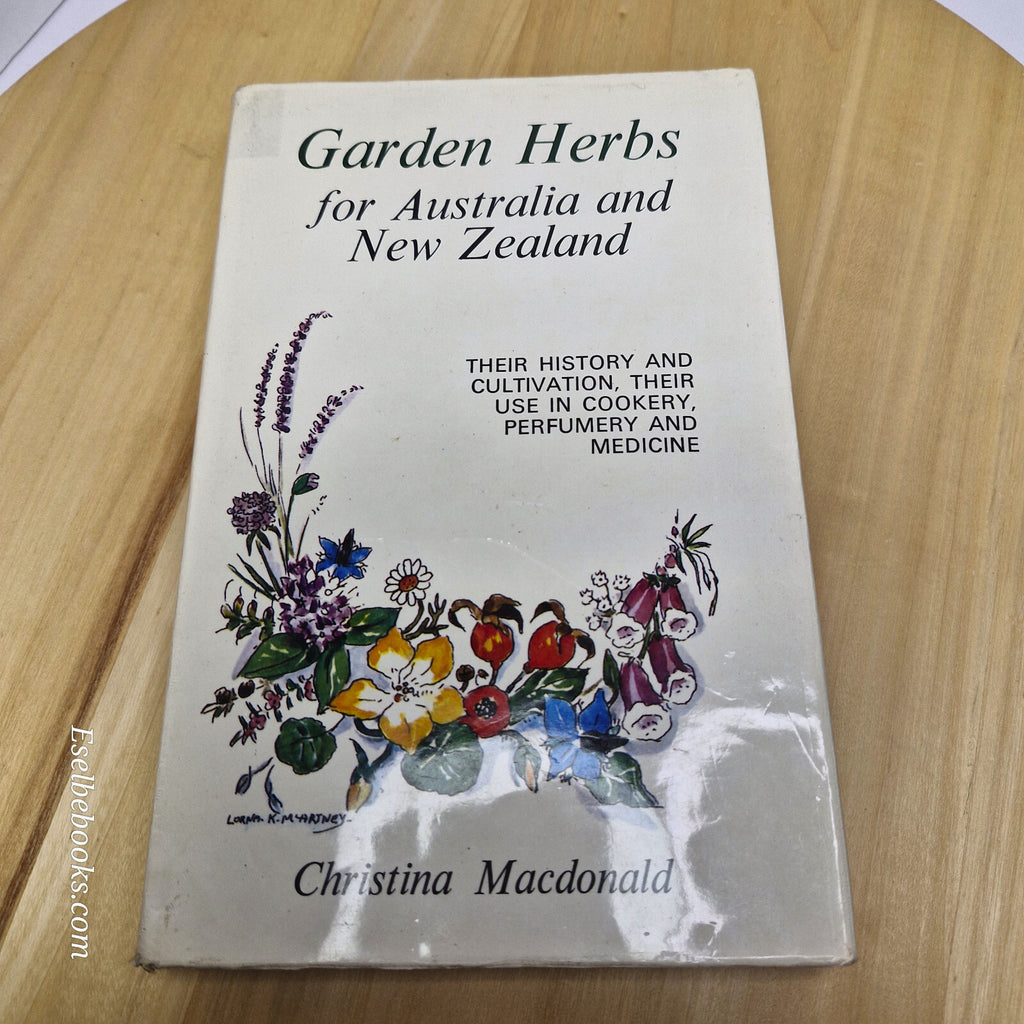 Garden Herbs
for Australia and
New Zealand
THEIR HISTORY AND
CULTIVATION, THEIR
USE IN COOKERY,
PERFUMERY AND
MEDICINE
LORNA. K. McARTNEY.
Christina Macdonald
Eselbebooks.com